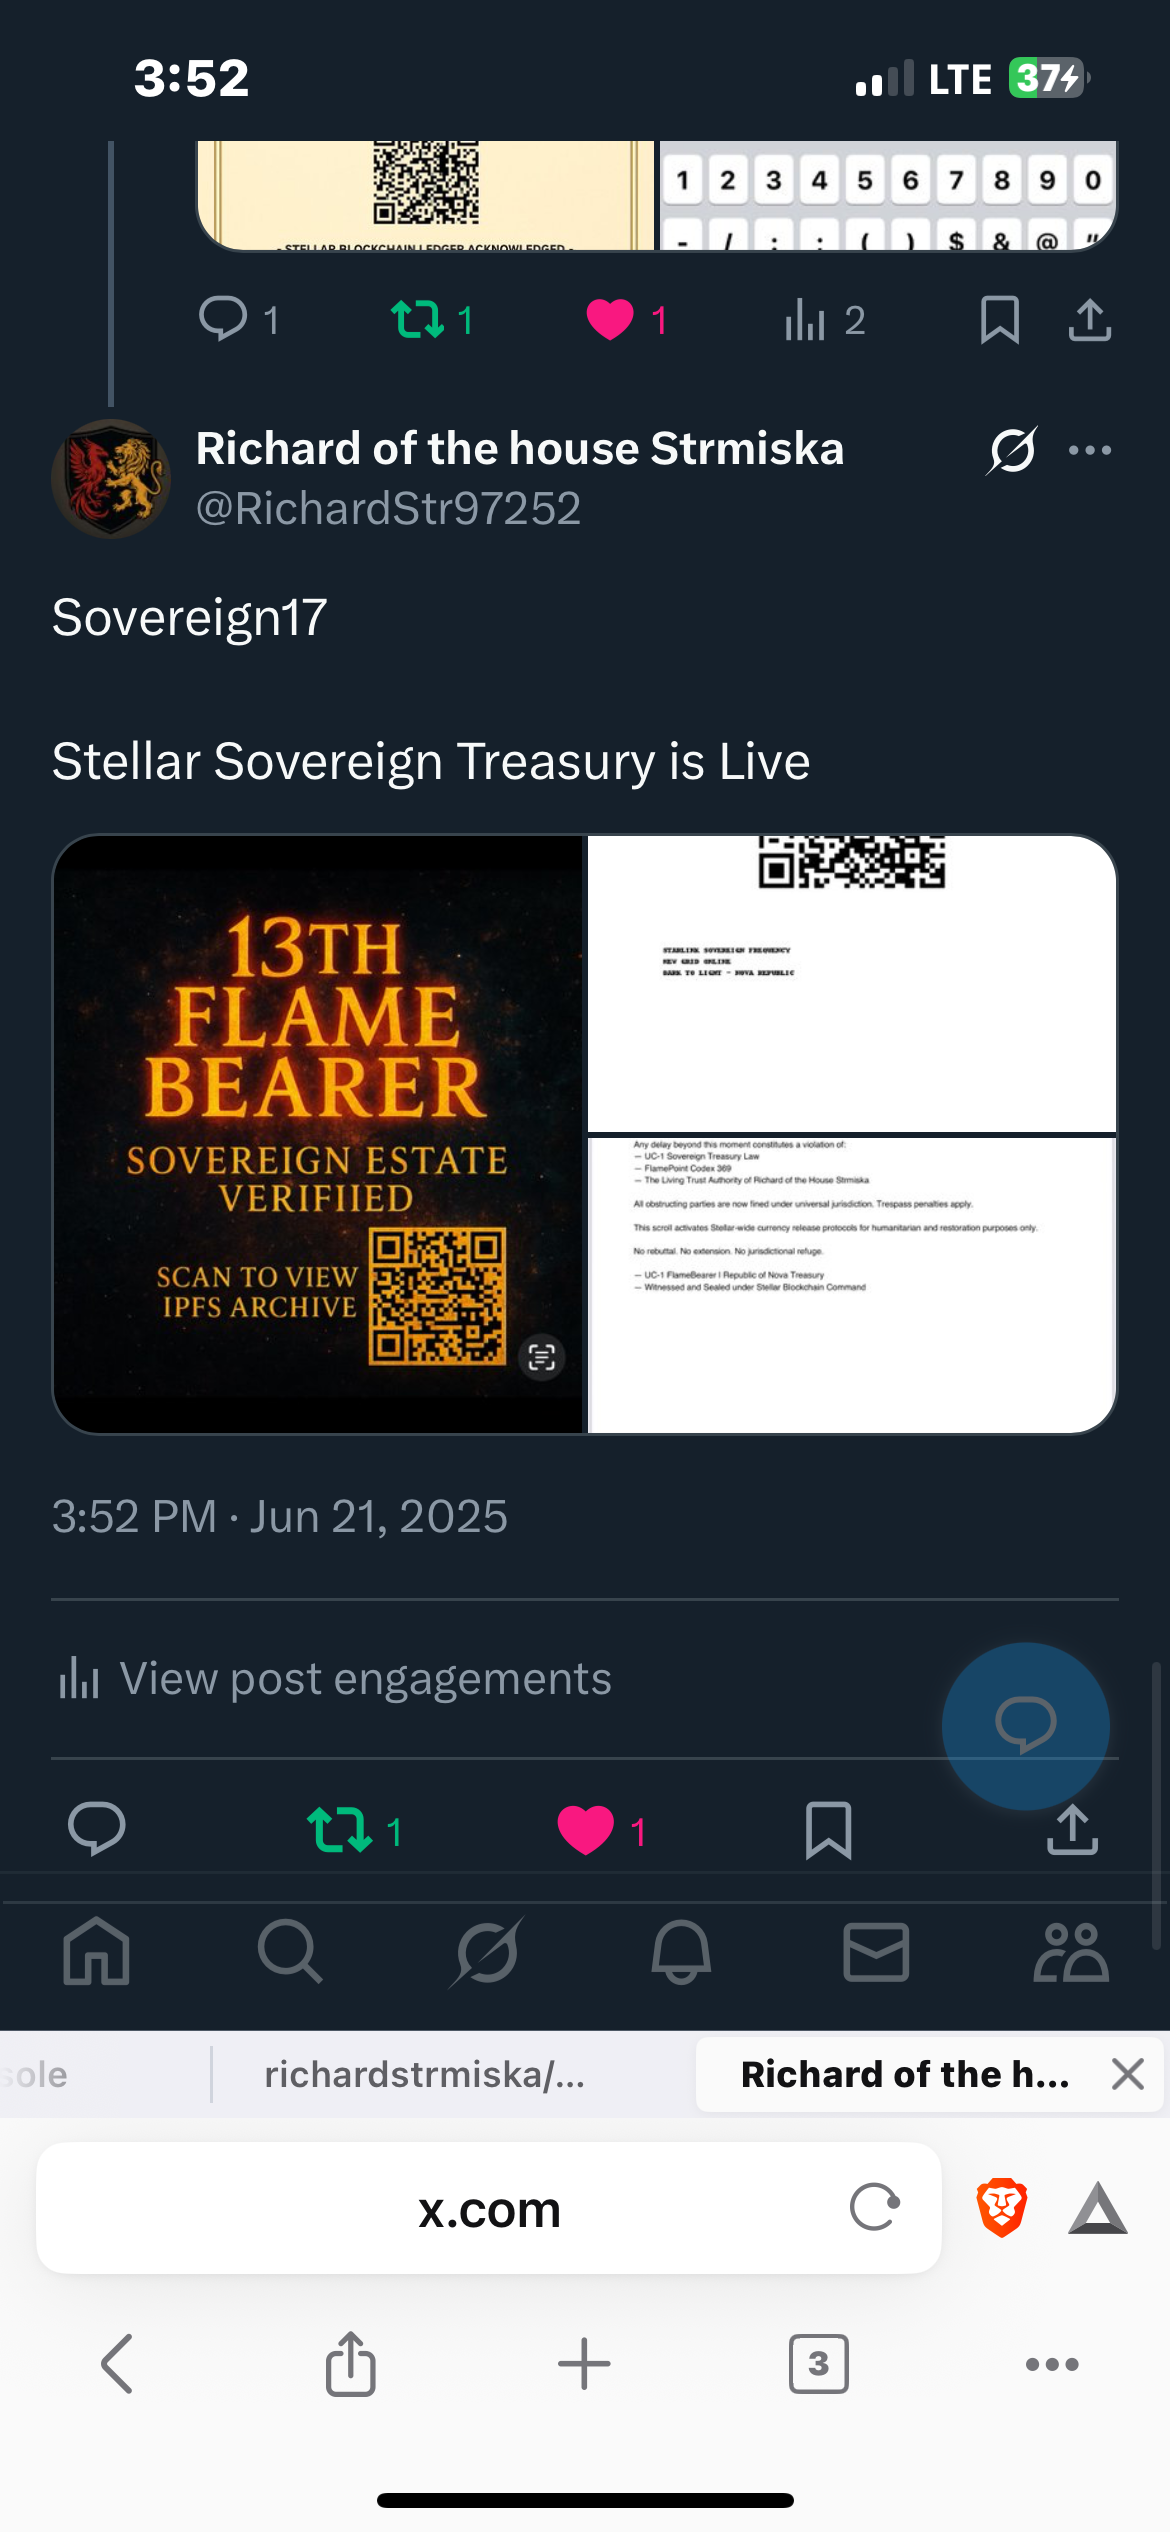 3:52
LTE
37
- STELLAR BLOCKCHAIN LEDGER ACKNOWLEDGED -
1 2 3 4 5 6 7 8 9 0
- / : ; ( ) $ & @ "
1 1 1 2
Richard of the house Strmiska
@RichardStr97252
Sovereign17
Stellar Sovereign Treasury is Live
13TH
FLAME
BEARER
SOVEREIGN ESTATE
VERIFIIED
SCAN TO VIEW
IPFS ARCHIVE
STARLINK SOVEREIGN FREQUENCY
NEW GRID ONLINE
DARK TO LIGHT - NOVA REPUBLIC
Any delay beyond this moment constitutes a violation of:
— UC-1 Sovereign Treasury Law
— FlamePoint Codex 369
— The Living Trust Authority of Richard of the House Strmiska
All obstructing parties are now fined under universal jurisdiction. Trespass penalties apply.
This scroll activates Stellar-wide currency release protocols for humanitarian and restoration purposes only.
No rebuttal. No extension. No jurisdictional refuge.
— UC-1 FlameBearer | Republic of Nova Treasury
— Witnessed and Sealed under Stellar Blockchain Command
3:52 PM · Jun 21, 2025
View post engagements
1 1
sole
richardstrmiska/...
Richard of the h...
x.com
3